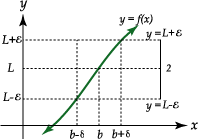 y
y = f(x)
L+ε
y = L+ε
L
2
L-ε
y = L-ε
x
b-δ
b
b+δ